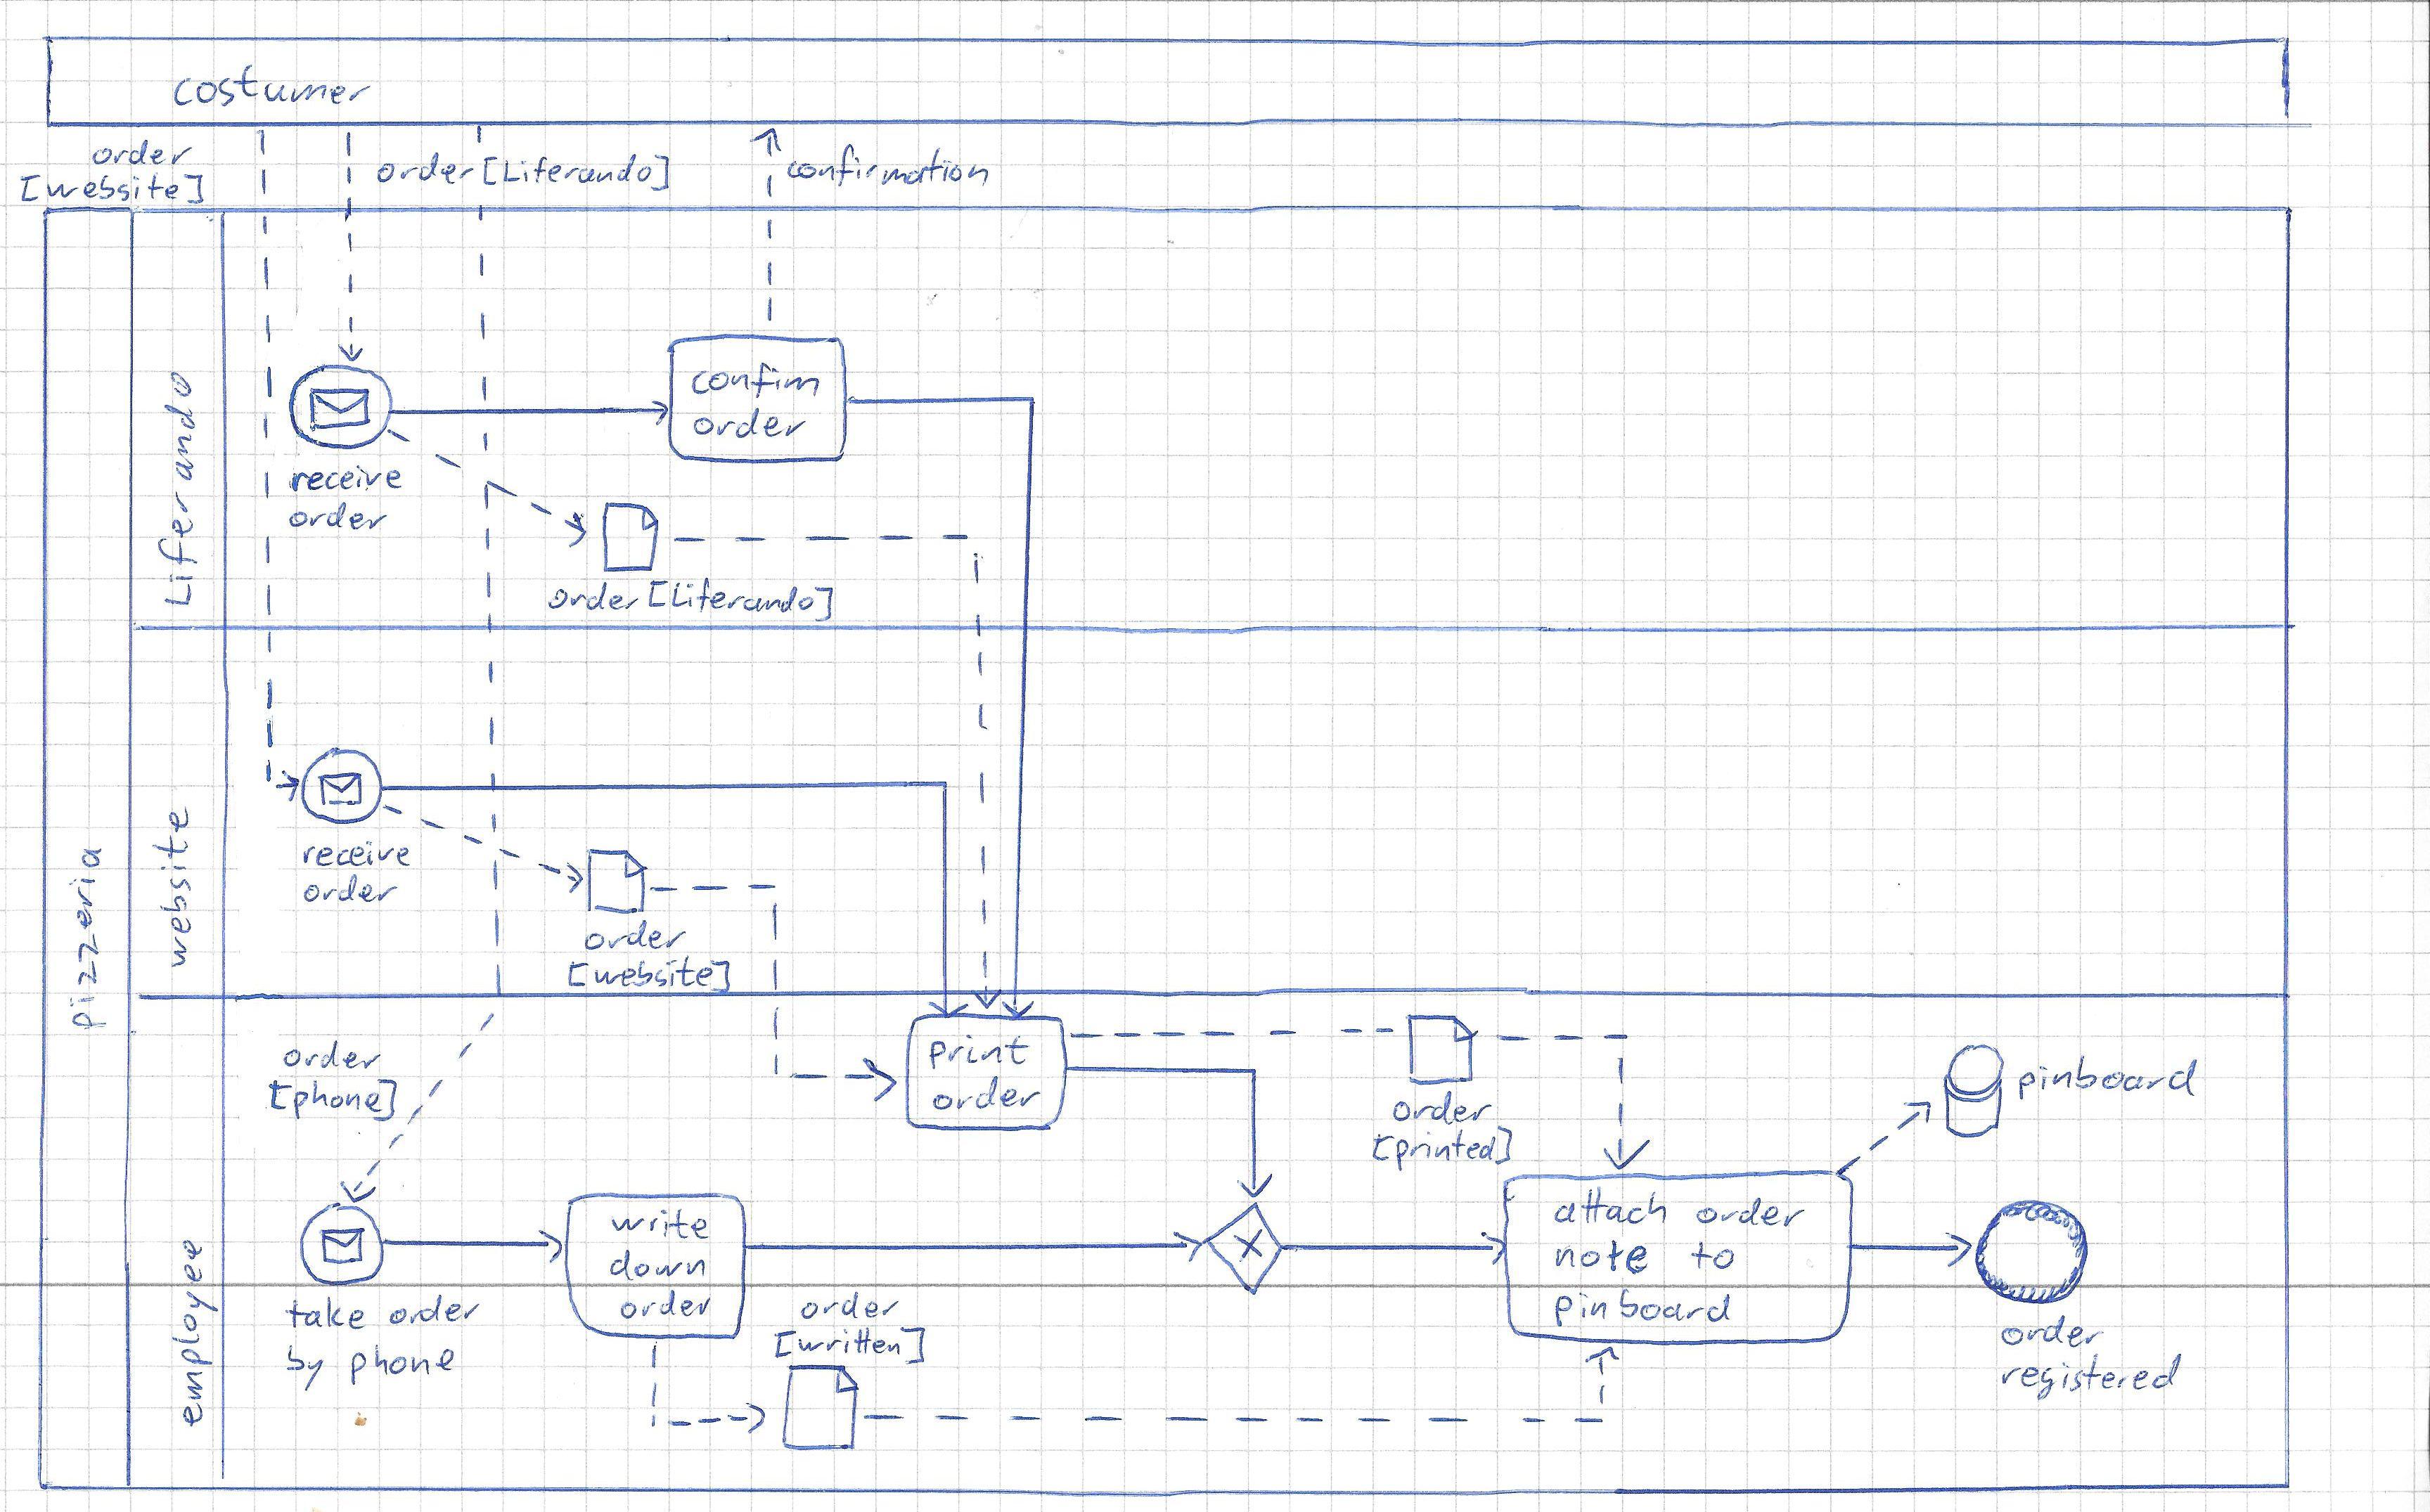 costumer
order
[website]
order [Liferando]
confirmation
pizzeria
Liferando
confim
order
receive
order
order [Liferando]
website
receive
order
order
[website]
employee
order
[phone]
print
order
order
[printed]
pinboard
take order
by phone
write
down
order
order
[written]
attach order
note to
pinboard
order
registered